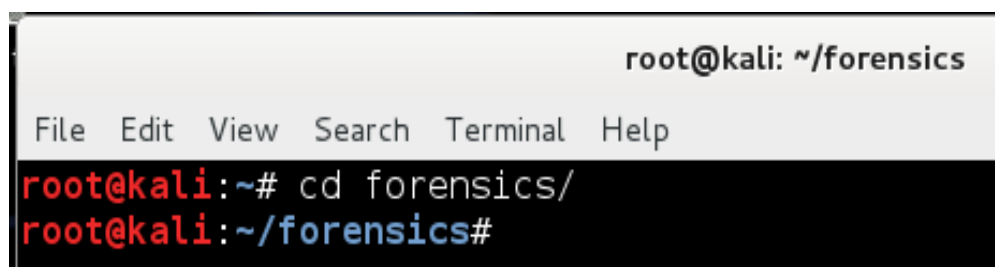 root@kali: ~/forensics
File Edit View Search Terminal Help
root@kali:~# cd forensics/
root@kali:~/forensics#